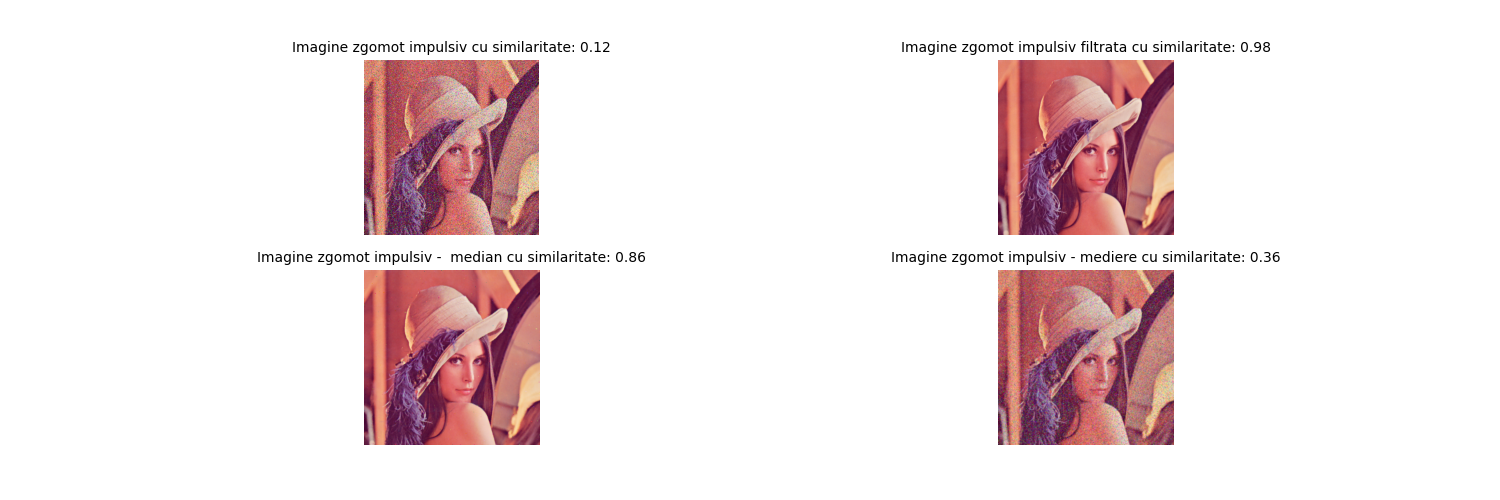 Imagine zgomot impulsiv cu similaritate: 0.12
Imagine zgomot impulsiv filtrata cu similaritate: 0.98
Imagine zgomot impulsiv -  median cu similaritate: 0.86
Imagine zgomot impulsiv - mediere cu similaritate: 0.36